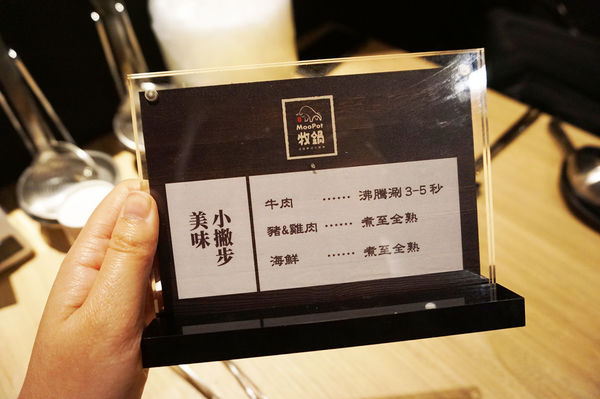 MooPot
牧鍋
美味
小撇步
牛肉 ...... 沸騰涮3-5秒
豬&雞肉 ...... 煮至全熟
海鮮 ...... 煮至全熟